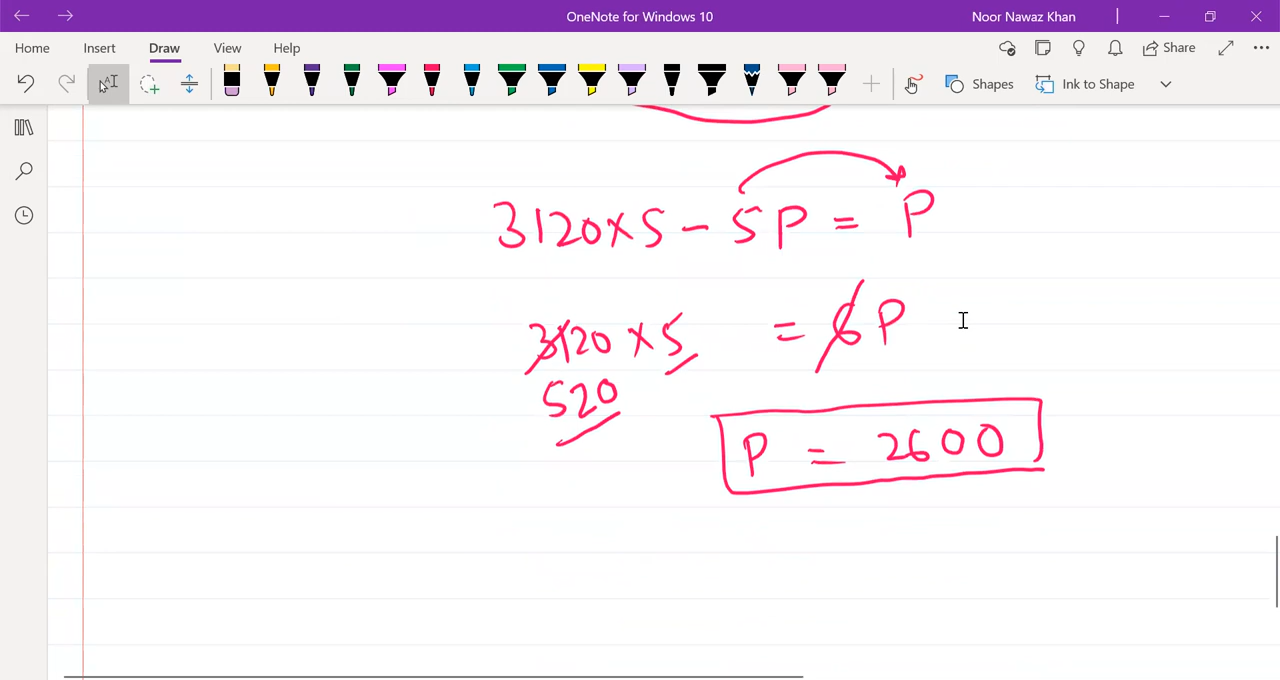 OneNote for Windows 10
Noor Nawaz Khan
Home Insert Draw View Help
Share
Shapes
Ink to Shape
3120×5 - 5P = P
3120 × 5 = 6P
520
P = 2600